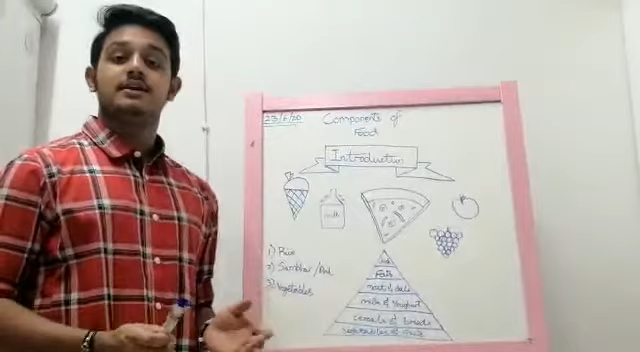 23/6/20
Components of
Food
Introduction
milk
1) Rice
2) Sambhar/Dal
3) Vegetables
Fats
meat & dals
milk & Yoghurt
cereals & breads
vegetables & fruits